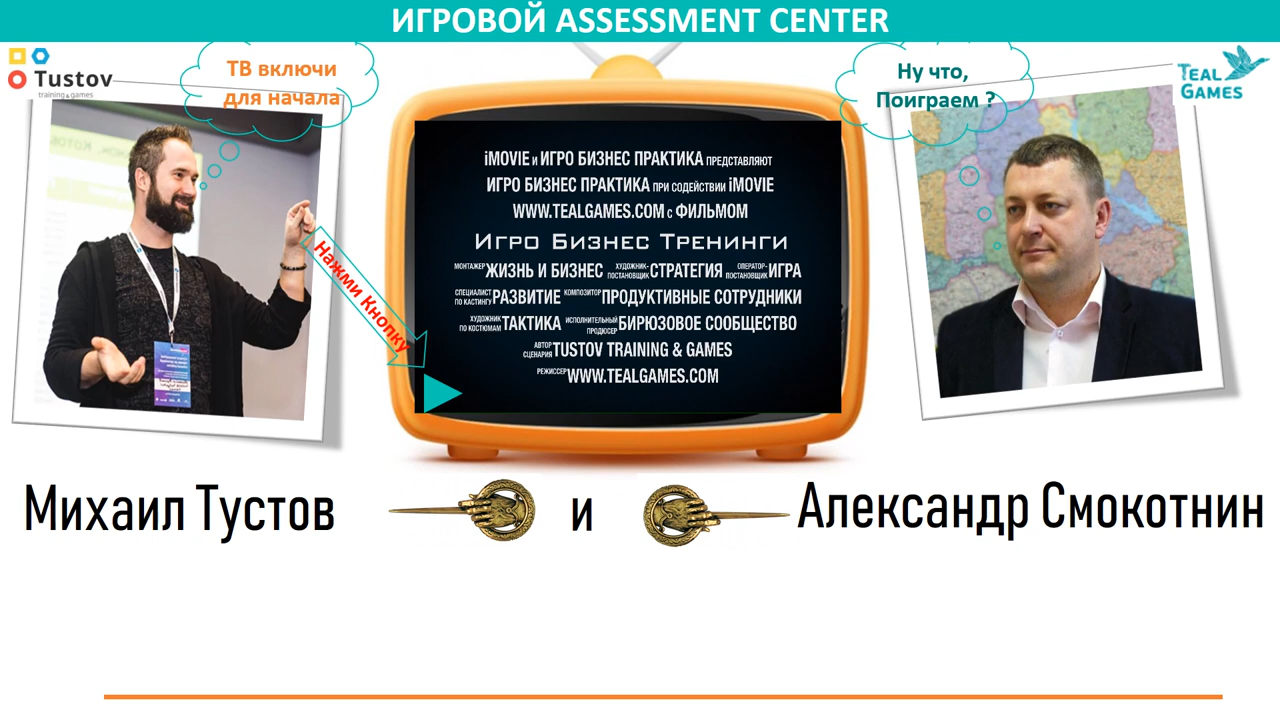 ИГРОВОЙ ASSESSMENT CENTER
Tustov
training & games
ТВ включи
для начала
Ну что,
Поиграем ?
TEAL
GAMES
Нажми Кнопку
iMOVIE и ИГРО БИЗНЕС ПРАКТИКА ПРЕДСТАВЛЯЮТ
ИГРО БИЗНЕС ПРАКТИКА ПРИ СОДЕЙСТВИИ iMOVIE
WWW.TEALGAMES.COM с ФИЛЬМОМ
Игро Бизнес Тренинги
МОНТАЖЕР ЖИЗНЬ И БИЗНЕС ХУДОЖНИК-ПОСТАНОВЩИК СТРАТЕГИЯ ОПЕРАТОР-ПОСТАНОВЩИК ИГРА
СПЕЦИАЛИСТ ПО КАСТИНГУ РАЗВИТИЕ КОМПОЗИТОР ПРОДУКТИВНЫЕ СОТРУДНИКИ
ХУДОЖНИК ПО КОСТЮМАМ ТАКТИКА ИСПОЛНИТЕЛЬНЫЙ ПРОДЮСЕР БИРЮЗОВОЕ СООБЩЕСТВО
АВТОР СЦЕНАРИЯ TUSTOV TRAINING & GAMES
РЕЖИССЕР WWW.TEALGAMES.COM
Михаил Тустов
и
Александр Смокотнин